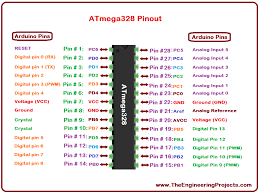 ATmega328 Pinout
Arduino Pins
Arduino Pins
RESET Pin # 1: PC6
Digital pin 0 (RX) Pin # 2: PD0
Digital pin 1 (TX) Pin # 3: PD1
Digital pin 2 Pin # 4: PD2
Digital pin 3 (PWM) Pin # 5: PD3
Digital pin 4 Pin # 6: PD4
Voltage (VCC) Pin # 7: VCC
Ground Pin # 8: GND
Crystal Pin # 9: PB6
Crystal Pin # 10: PB7
Digital pin 5 Pin # 11: PD5
Digital pin 6 Pin # 12: PD6
Digital pin 7 Pin # 13: PD7
Digital pin 8 Pin # 14: PB0
ATmega328
Pin # 28: PC5 Analog Input 5
Pin # 27: PC4 Analog Input 4
Pin # 26: PC3 Analog Input 3
Pin # 25: PC2 Analog Input 2
Pin # 24: PC1 Analog Input 1
Pin # 23: PC0 Analog Input 0
Pin # 22: GND Ground (GND)
Pin # 21: Aref Analog Reference
Pin # 20: AVCC Voltage (VCC)
Pin # 19: PB5 Digital Pin 13
Pin # 18: PB4 Digital Pin 12
Pin # 17: PB3 Digital Pin 11 (PWM)
Pin # 16: PB2 Digital Pin 10 (PWM)
Pin # 15: PB1 Digital Pin 9 (PWM)
www.TheEngineeringProjects.com